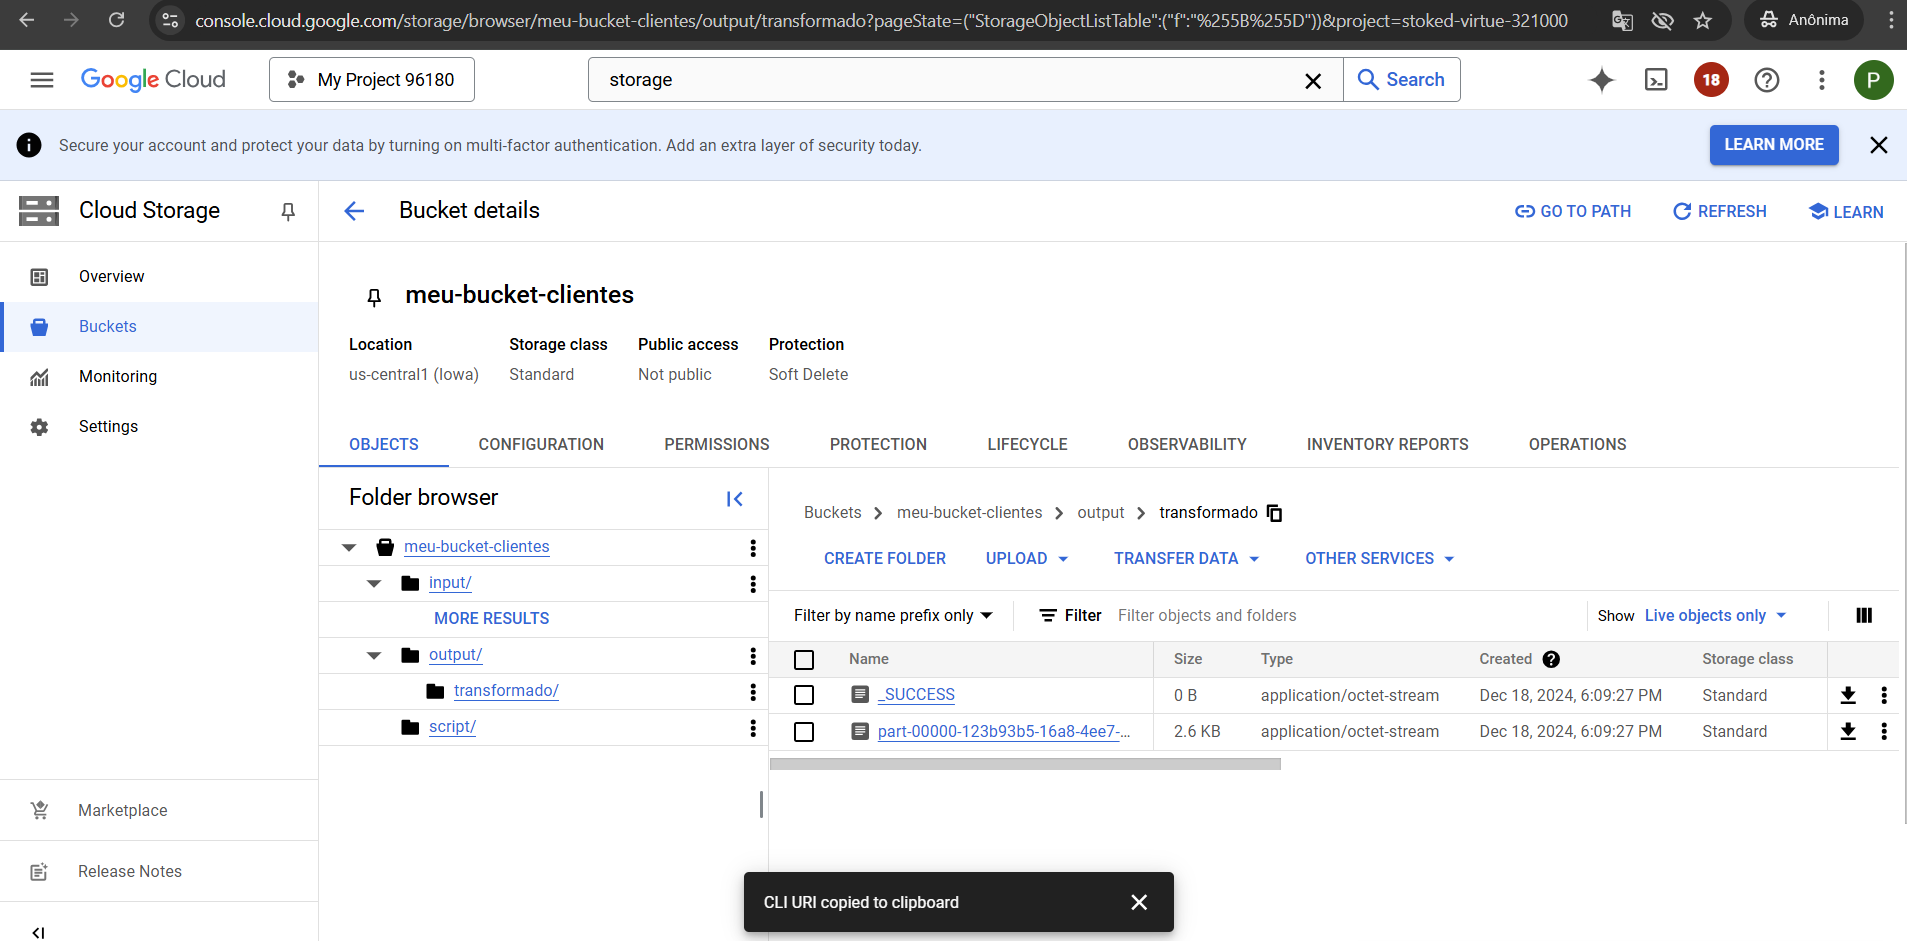 console.cloud.google.com/storage/browser/meu-bucket-clientes/output/transformado?pageState=("StorageObjectListTable":("f":"%255B%255D"))&project=stoked-virtue-321000
Anônima
Google Cloud
My Project 96180
storage
Search
18
P
Secure your account and protect your data by turning on multi-factor authentication. Add an extra layer of security today.
LEARN MORE
Cloud Storage
Bucket details
GO TO PATH
REFRESH
LEARN
Overview
Buckets
Monitoring
Settings
Marketplace
Release Notes
meu-bucket-clientes
Location
Storage class
Public access
Protection
us-central1 (Iowa)
Standard
Not public
Soft Delete
OBJECTS
CONFIGURATION
PERMISSIONS
PROTECTION
LIFECYCLE
OBSERVABILITY
INVENTORY REPORTS
OPERATIONS
Folder browser
meu-bucket-clientes
input/
MORE RESULTS
output/
transformado/
script/
Buckets
meu-bucket-clientes
output
transformado
CREATE FOLDER
UPLOAD
TRANSFER DATA
OTHER SERVICES
Filter by name prefix only
Filter
Filter objects and folders
Show
Live objects only
Name
Size
Type
Created
Storage class
_SUCCESS
0 B
application/octet-stream
Dec 18, 2024, 6:09:27 PM
Standard
part-00000-123b93b5-16a8-4ee7-...
2.6 KB
application/octet-stream
Dec 18, 2024, 6:09:27 PM
Standard
CLI URI copied to clipboard